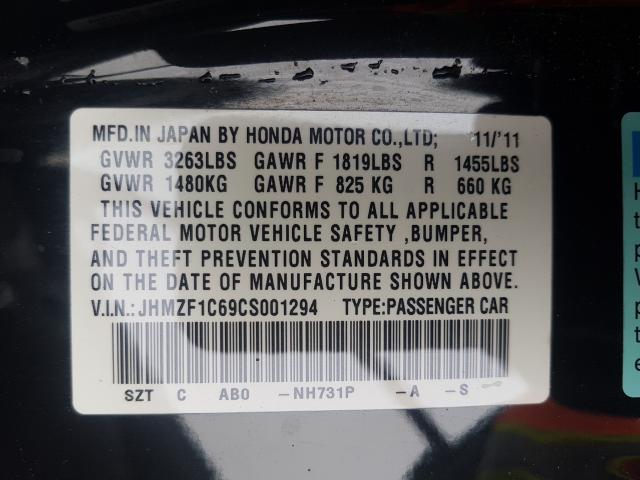 MFD.IN JAPAN BY HONDA MOTOR CO.,LTD; 11/'11
GVWR 3263LBS GAWR F 1819LBS R 1455LBS
GVWR 1480KG GAWR F 825 KG R 660 KG
THIS VEHICLE CONFORMS TO ALL APPLICABLE
FEDERAL MOTOR VEHICLE SAFETY ,BUMPER,
AND THEFT PREVENTION STANDARDS IN EFFECT
ON THE DATE OF MANUFACTURE SHOWN ABOVE.
V.I.N.: JHMZF1C69CS001294 TYPE:PASSENGER CAR
SZT C AB0 –NH731P –A –S